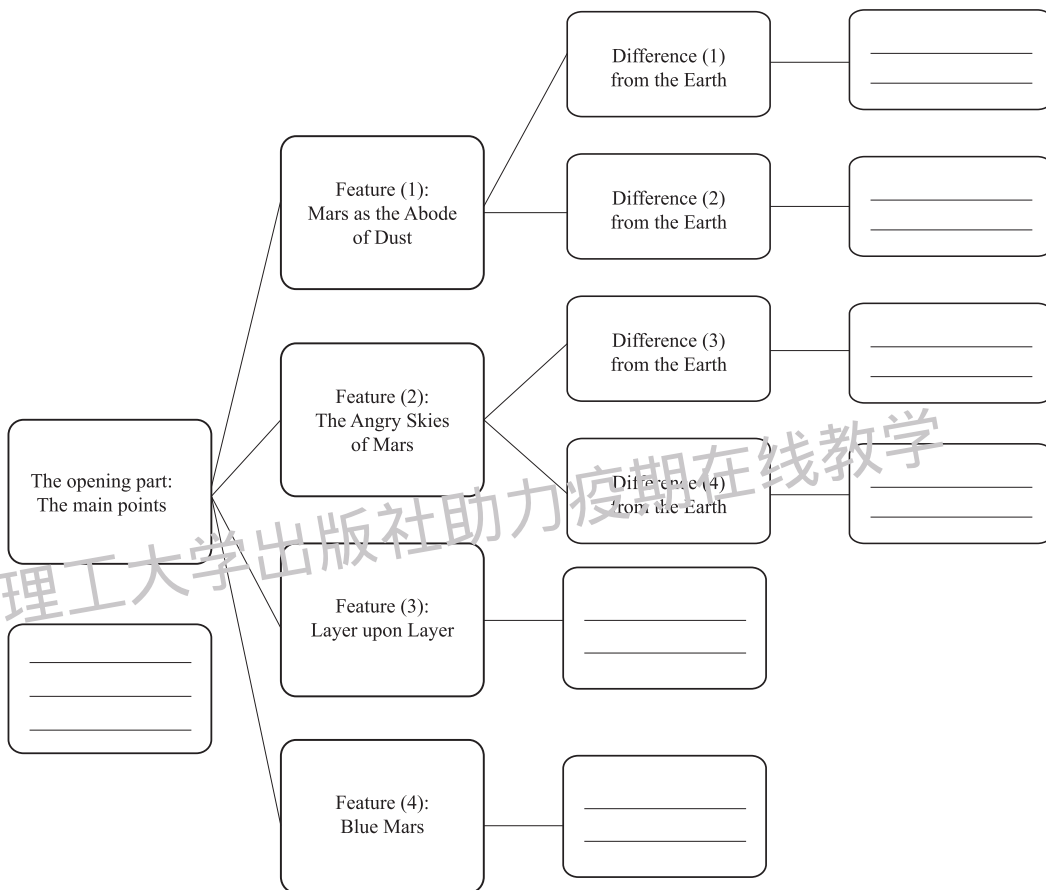 Difference (1)
from the Earth
Feature (1):
Mars as the Abode
of Dust
Difference (2)
from the Earth
Difference (3)
from the Earth
Feature (2):
The Angry Skies
of Mars
Difference (4)
from the Earth
The opening part:
The main points
理工大学出版社助力疫期在线教学
Feature (3):
Layer upon Layer
Feature (4):
Blue Mars